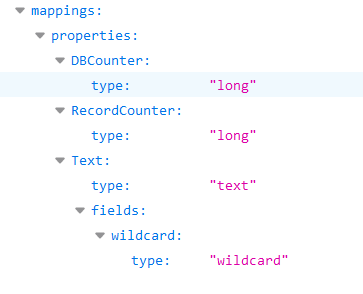 mappings:
properties:
DBCounter:
type: "long"
RecordCounter:
type: "long"
Text:
type: "text"
fields:
wildcard:
type: "wildcard"